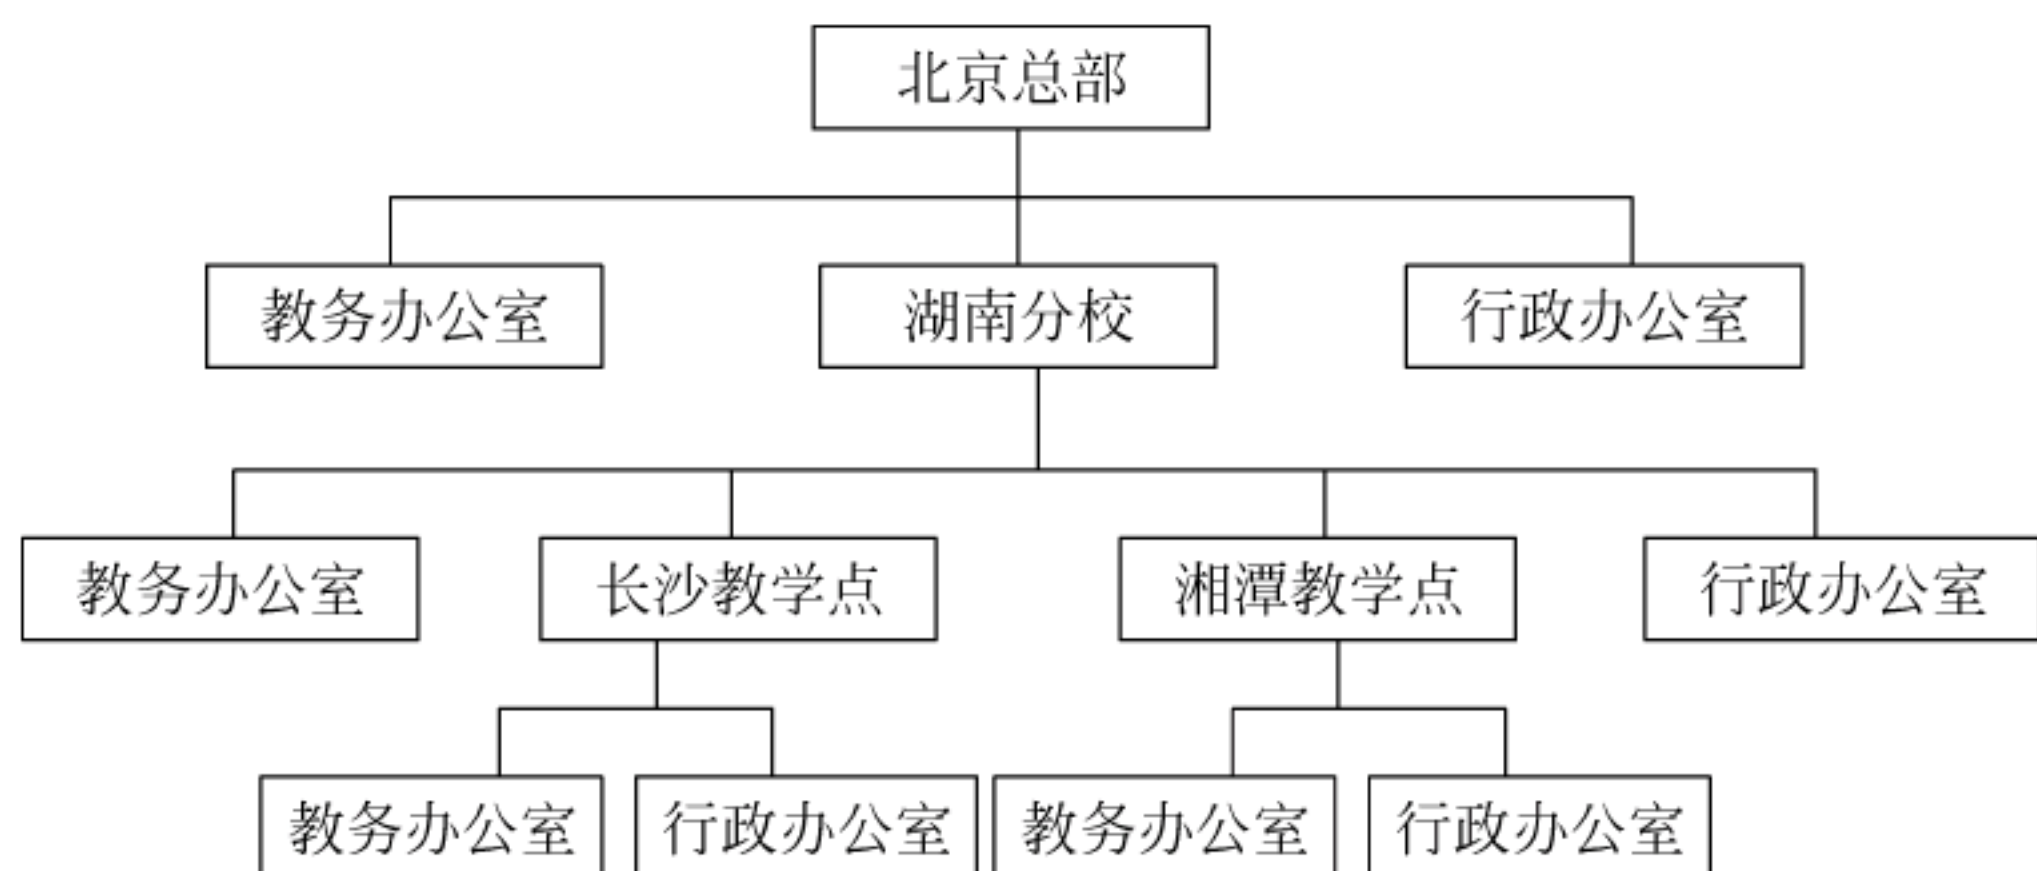 北京总部
教务办公室
湖南分校
行政办公室
教务办公室
长沙教学点
湘潭教学点
行政办公室
教务办公室
行政办公室
教务办公室
行政办公室